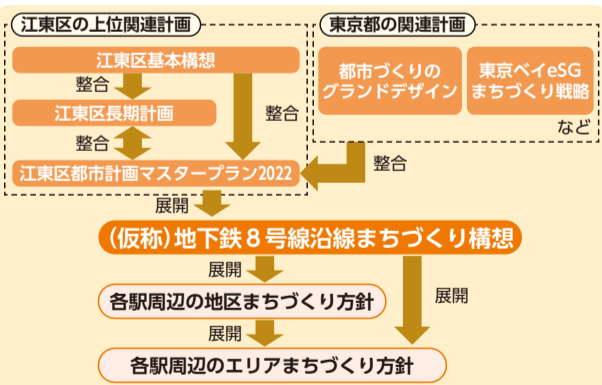 江東区の上位関連計画
江東区基本構想
整合
江東区長期計画
整合
整合
江東区都市計画マスタープラン2022
東京都の関連計画
都市づくりの
グランドデザイン
東京ベイeSG
まちづくり戦略
など
整合
展開
(仮称)地下鉄8号線沿線まちづくり構想
展開
各駅周辺の地区まちづくり方針
展開
展開
各駅周辺のエリアまちづくり方針